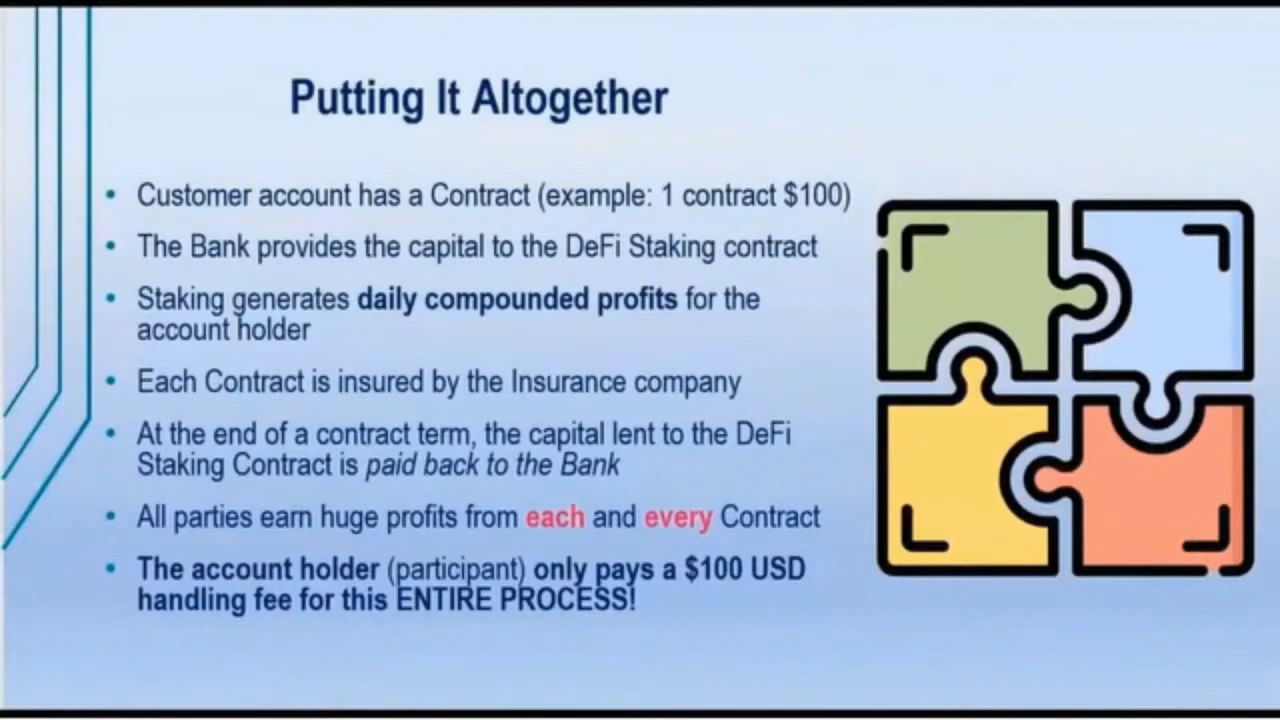 Putting It Altogether
• Customer account has a Contract (example: 1 contract $100)
• The Bank provides the capital to the DeFi Staking contract
• Staking generates daily compounded profits for the
account holder
• Each Contract is insured by the Insurance company
• At the end of a contract term, the capital lent to the DeFi
Staking Contract is paid back to the Bank
• All parties earn huge profits from each and every Contract
• The account holder (participant) only pays a $100 USD
handling fee for this ENTIRE PROCESS!